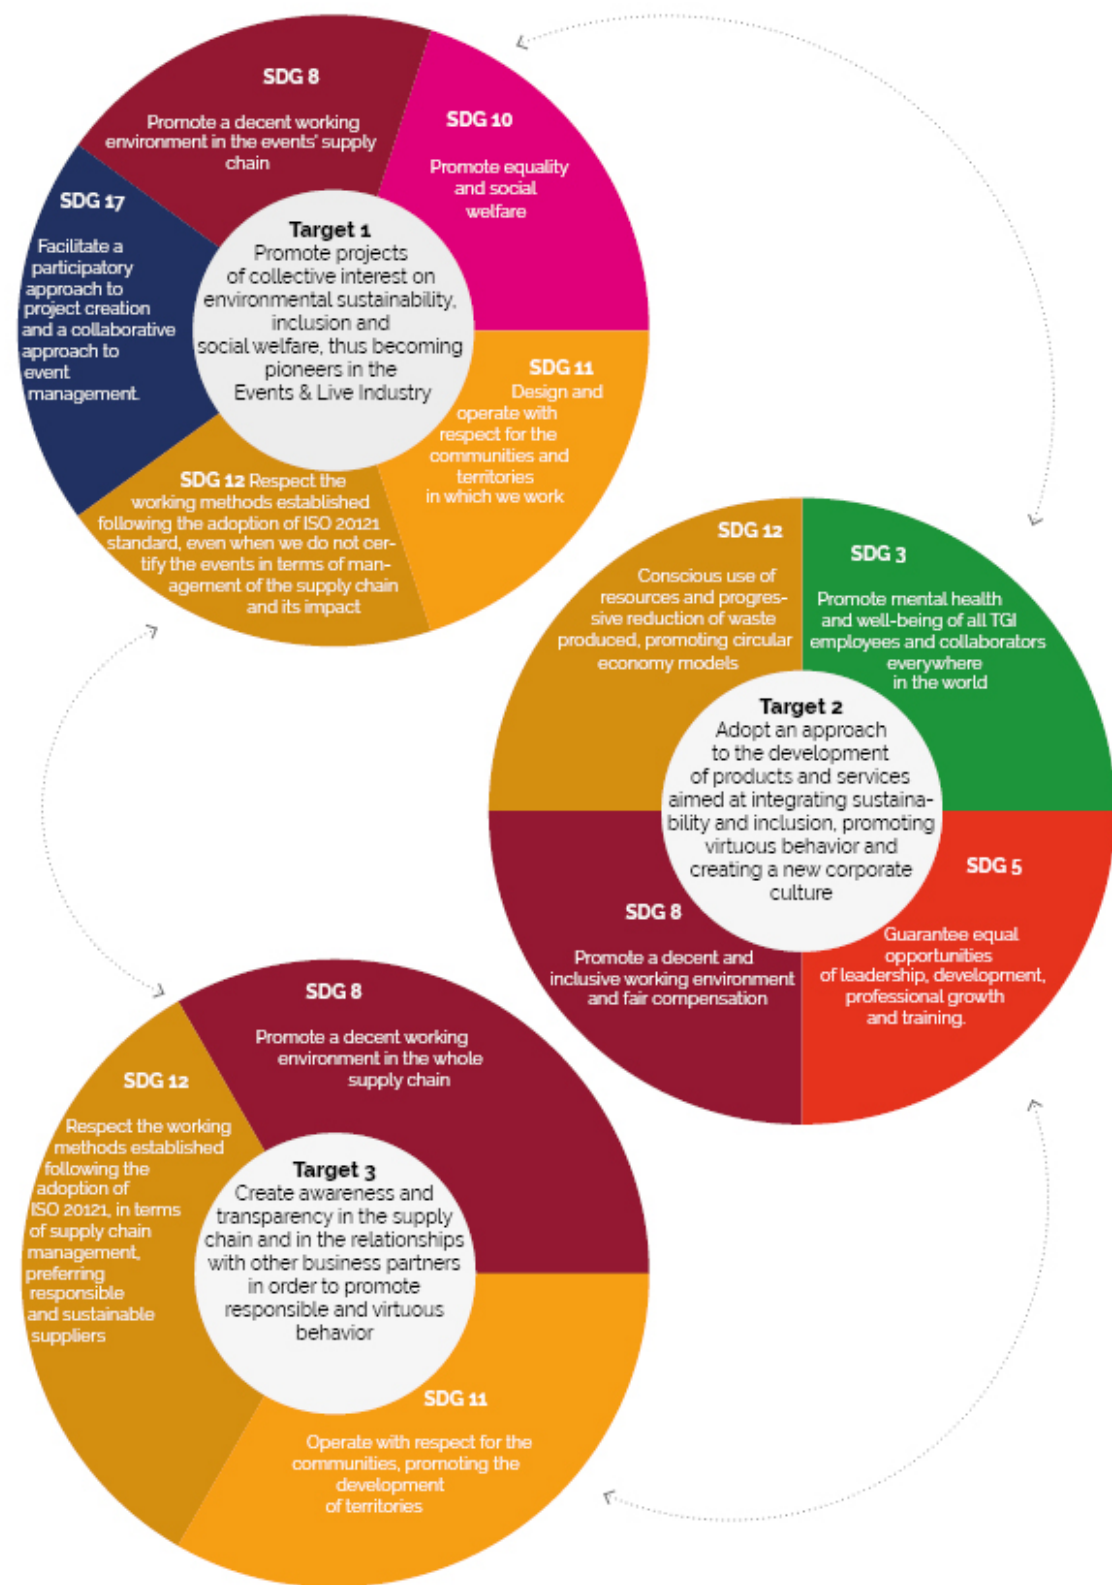 SDG 8
Promote a decent working
environment in the events' supply
chain
SDG 10
Promote equality
and social
welfare
SDG 17
Facilitate a
participatory
approach to
project creation
and a collaborative
approach to
event
management.
Target 1
Promote projects
of collective interest on
environmental sustainability,
inclusion and
social welfare, thus becoming
pioneers in the
Events & Live Industry
SDG 11
Design and
operate with
respect for the
communities and
territories
in which we work
SDG 12 Respect the
working methods established
following the adoption of ISO 20121
standard, even when we do not cer-
tify the events in terms of man-
agement of the supply chain
and its impact
SDG 12
Conscious use of
resources and progres-
sive reduction of waste
produced, promoting circular
economy models
SDG 3
Promote mental health
and well-being of all TGI
employees and collaborators
everywhere
in the world
Target 2
Adopt an approach
to the development
of products and services
aimed at integrating sustaina-
bility and inclusion, promoting
virtuous behavior and
creating a new corporate
culture
SDG 8
Promote a decent and
inclusive working environment
and fair compensation
SDG 5
Guarantee equal
opportunities
of leadership, development,
professional growth
and training.
SDG 8
Promote a decent working
environment in the whole
supply chain
SDG 12
Respect the working
methods established
following the
adoption of
ISO 20121, in terms
of supply chain
management,
preferring
responsible
and sustainable
suppliers
Target 3
Create awareness and
transparency in the supply
chain and in the relationships
with other business partners
in order to promote
responsible and virtuous
behavior
SDG 11
Operate with respect for the
communities, promoting the
development
of territories